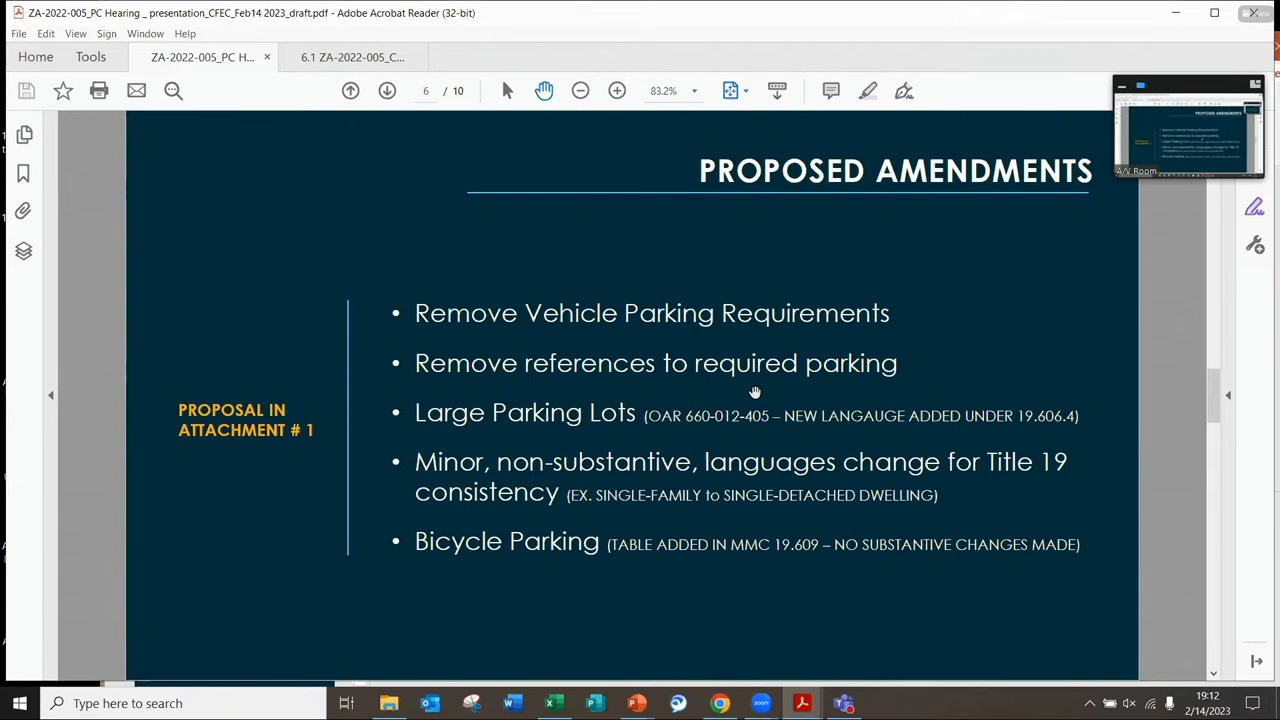 ZA-2022-005_PC Hearing _ presentation_CFEC_Feb14 2023_draft.pdf - Adobe Acrobat Reader (32-bit)
File Edit View Sign Window Help
Home Tools ZA-2022-005_PC H... × 6.1 ZA-2022-005_C...
6 10 83.2%
PROPOSED AMENDMENTS
A/V Room
• Remove Vehicle Parking Requirements
• Remove references to required parking
PROPOSAL IN
ATTACHMENT # 1
• Large Parking Lots (OAR 660-012-405 – NEW LANGAUGE ADDED UNDER 19.606.4)
• Minor, non-substantive, languages change for Title 19
consistency (EX. SINGLE-FAMILY to SINGLE-DETACHED DWELLING)
• Bicycle Parking (TABLE ADDED IN MMC 19.609 – NO SUBSTANTIVE CHANGES MADE)
Type here to search
19:12
2/14/2023